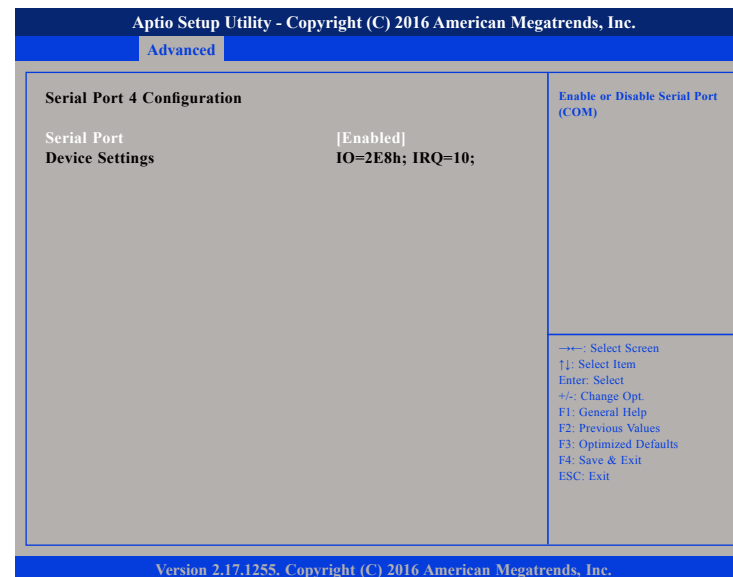 Aptio Setup Utility - Copyright (C) 2016 American Megatrends, Inc.
Advanced
Serial Port 4 Configuration
Serial Port [Enabled]
Device Settings IO=2E8h; IRQ=10;
Enable or Disable Serial Port
(COM)
→←: Select Screen
↑↓: Select Item
Enter: Select
+/-: Change Opt.
F1: General Help
F2: Previous Values
F3: Optimized Defaults
F4: Save & Exit
ESC: Exit
Version 2.17.1255. Copyright (C) 2016 American Megatrends, Inc.